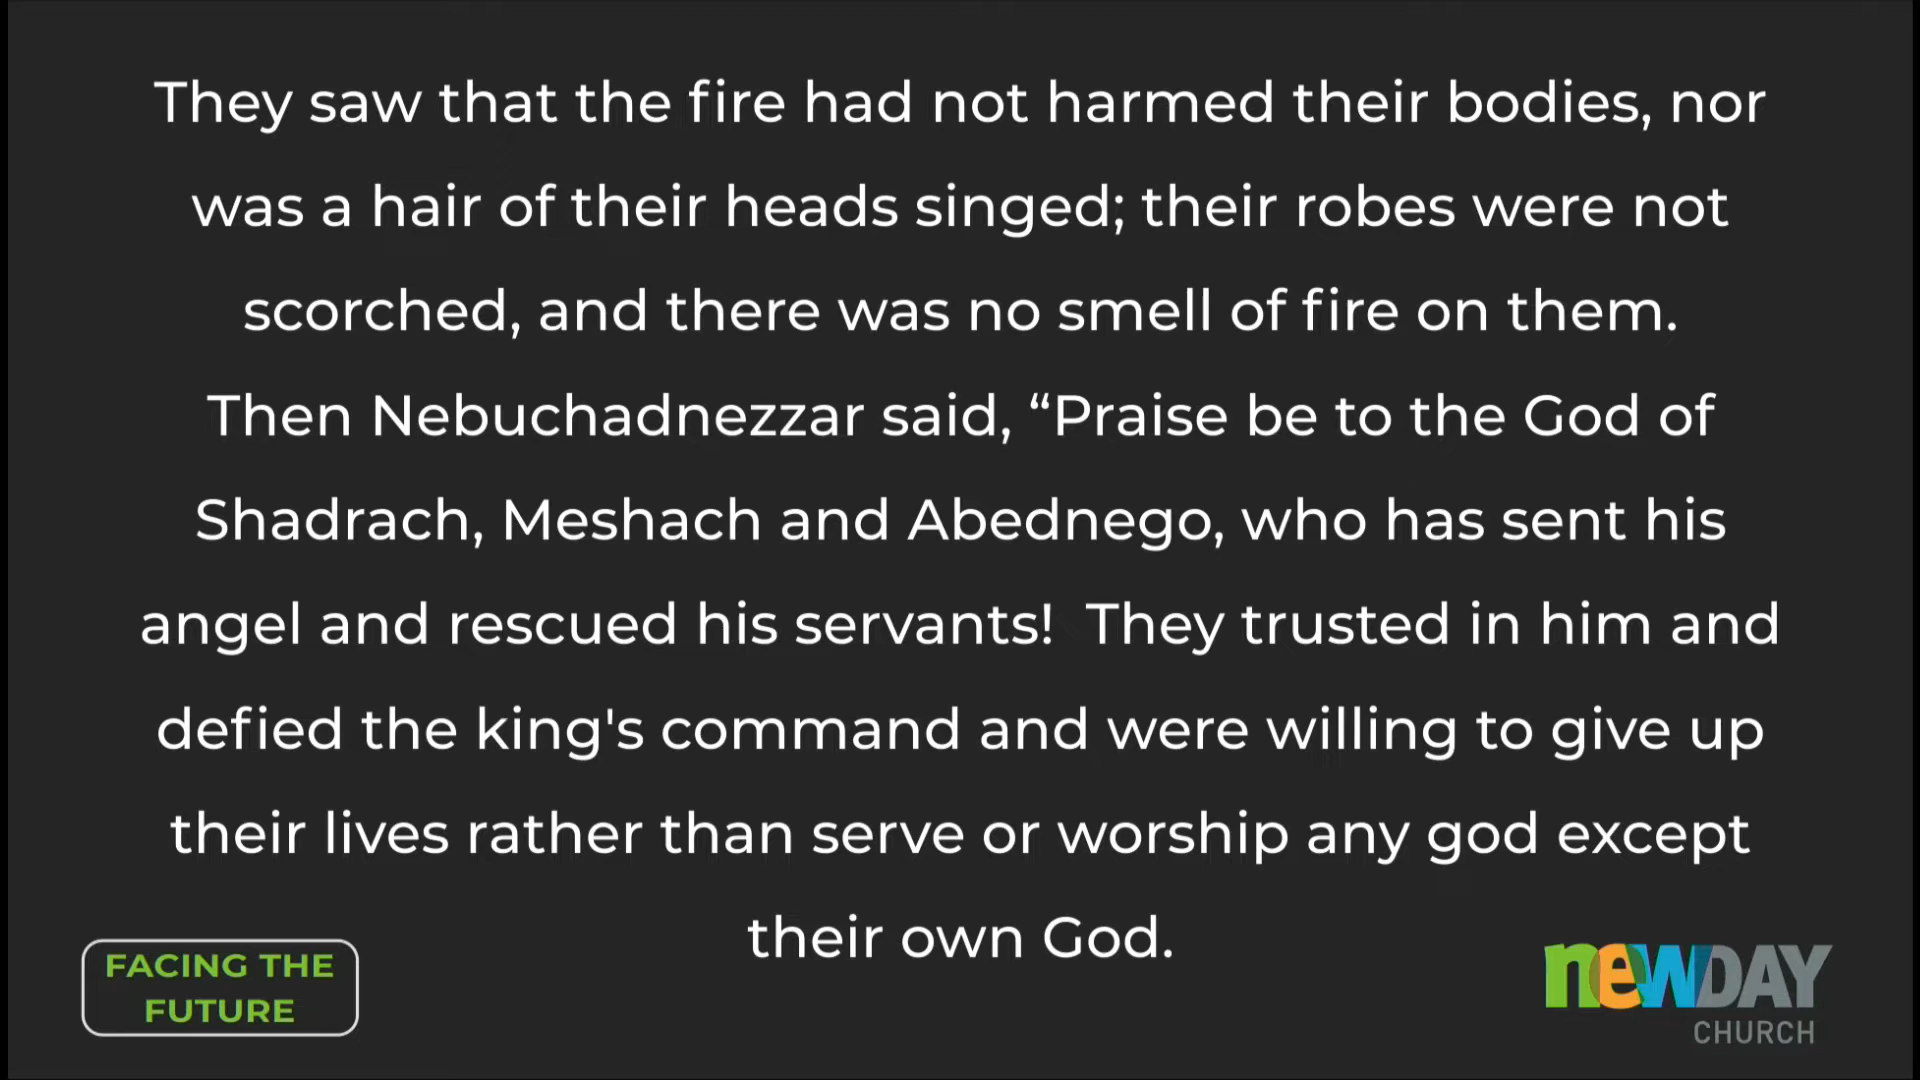 They saw that the fire had not harmed their bodies, nor
was a hair of their heads singed; their robes were not
scorched, and there was no smell of fire on them.
Then Nebuchadnezzar said, “Praise be to the God of
Shadrach, Meshach and Abednego, who has sent his
angel and rescued his servants!  They trusted in him and
defied the king's command and were willing to give up
their lives rather than serve or worship any god except
their own God.
FACING THE
FUTURE
newDAY
CHURCH